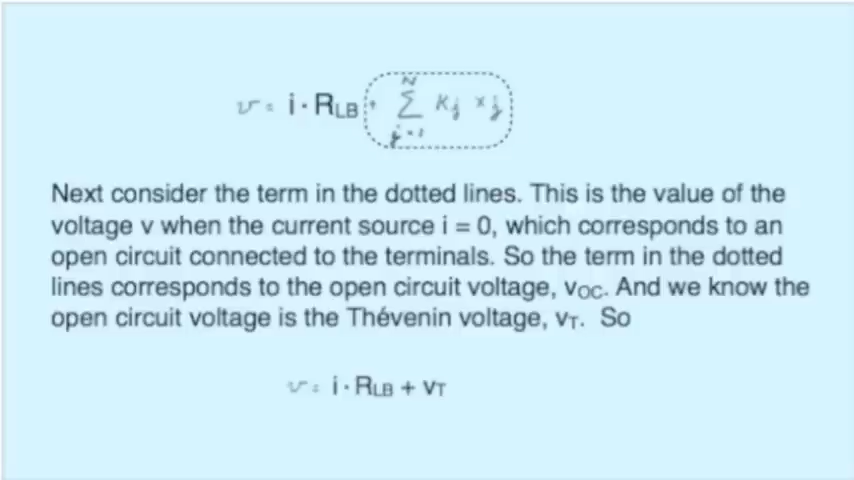 v = i · RLB + N∑j=1 Kj xj
Next consider the term in the dotted lines. This is the value of the
voltage v when the current source i = 0, which corresponds to an
open circuit connected to the terminals. So the term in the dotted
lines corresponds to the open circuit voltage, vOC. And we know the
open circuit voltage is the Thévenin voltage, vT. So
v = i · RLB + vT